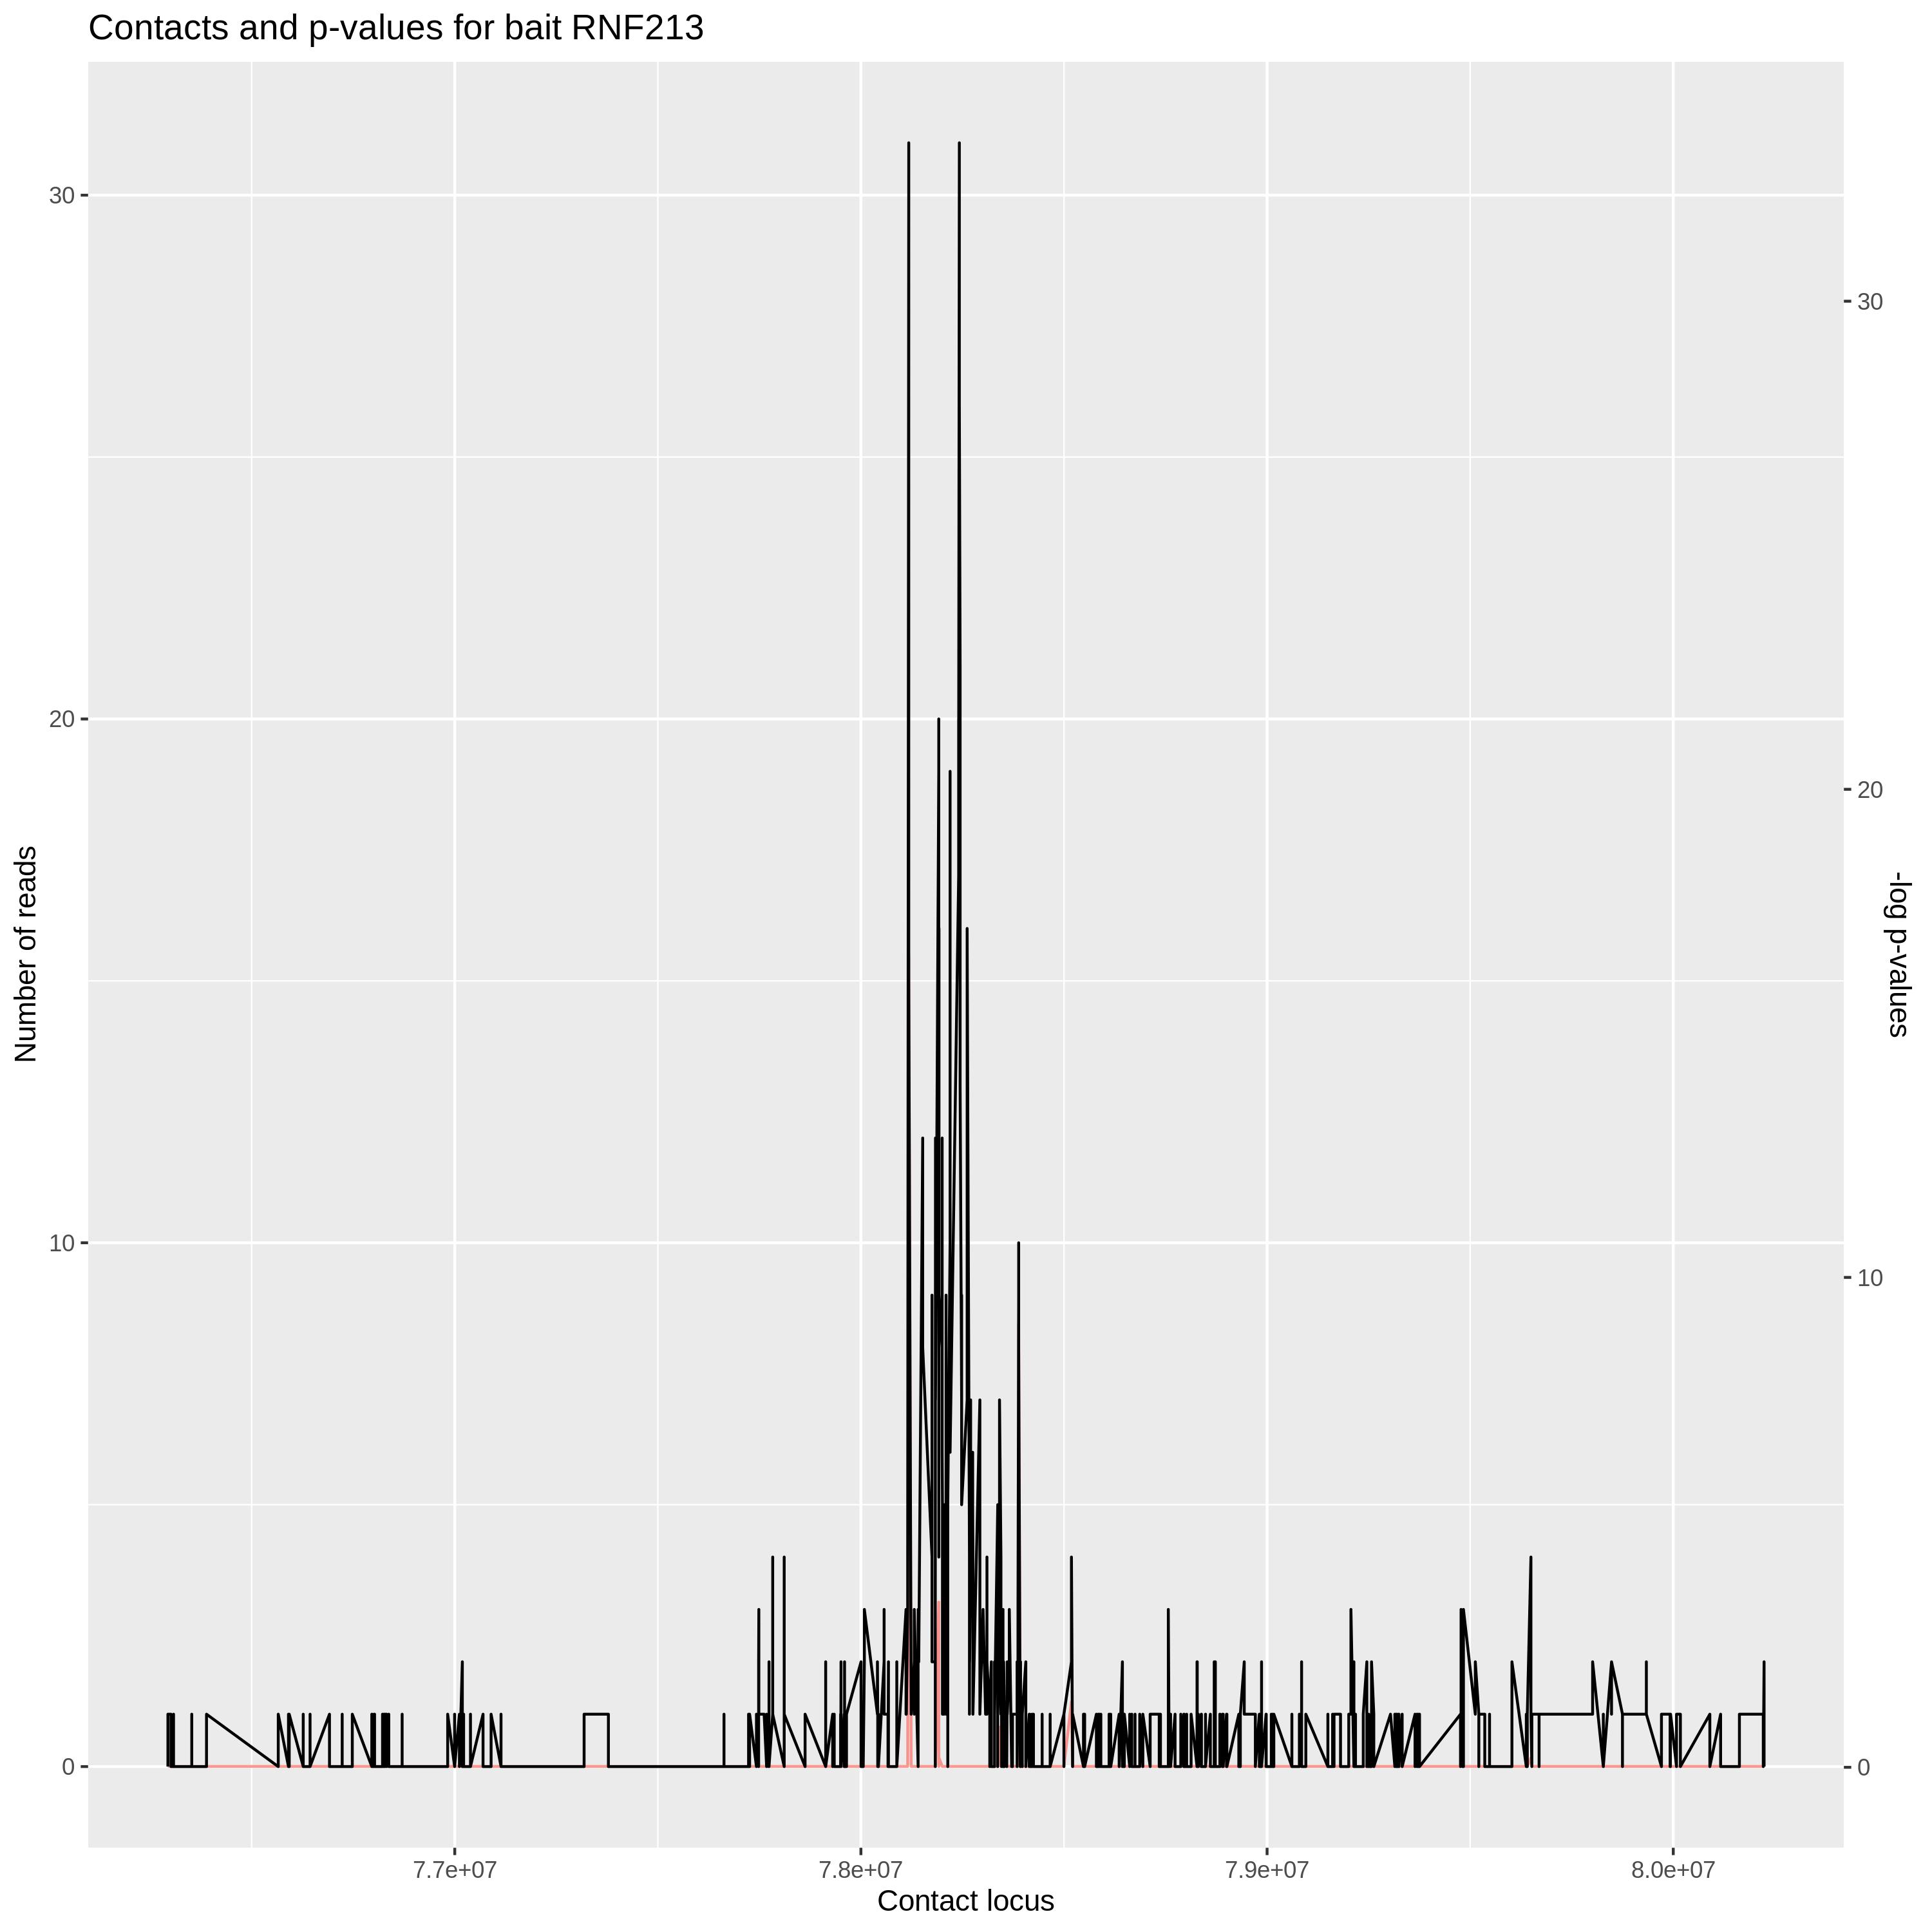 Contacts and p-values for bait RNF213
30
20
10
0
Number of reads
30
20
10
0
-log p-values
7.7e+07 7.8e+07 7.9e+07 8.0e+07
Contact locus